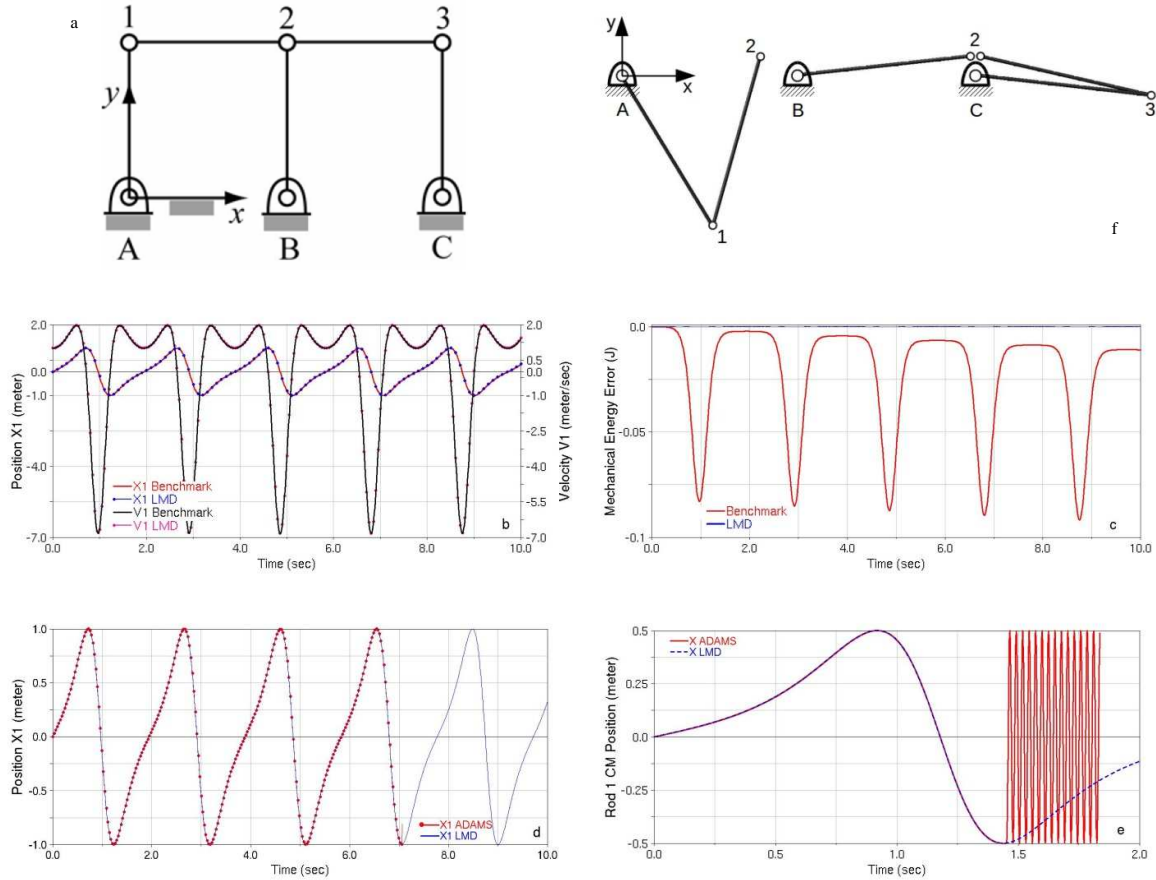 a
1 2 3
y
x
A B C
y
x
2 2
A B C
3
1
f
Position X1 (meter)
2.0
0.0
-1.0
-4.0
-7.0
2.0
0.5
-1.0
-2.5
-4.0
-5.5
-7.0
Velocity V1 (meter/sec)
X1 Benchmark
X1 LMD
V1 Benchmark
V1 LMD
b
0.0 2.0 4.0 6.0 8.0 10.0
Time (sec)
Mechanical Energy Error (J)
0.0
-0.05
-0.1
Benchmark
LMD
c
0.0 2.0 4.0 6.0 8.0 10.0
Time (sec)
Position X1 (meter)
1.0
0.5
0.0
-0.5
-1.0
X1 ADAMS
X1 LMD
d
0.0 2.0 4.0 6.0 8.0 10.0
Time (sec)
Rod 1 CM Position (meter)
0.5
0.25
0.0
-0.25
-0.5
X ADAMS
X LMD
e
0.0 0.5 1.0 1.5 2.0
Time (sec)